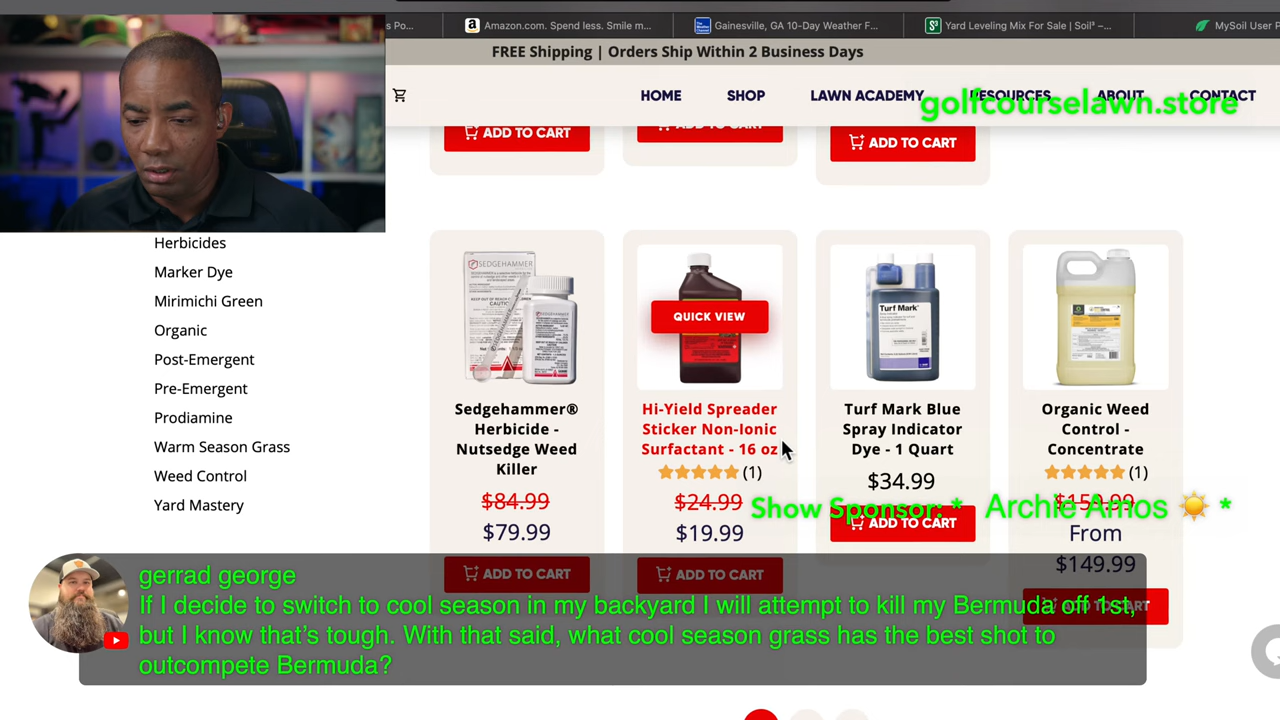 s Po...
Amazon.com. Spend less. Smile m...
Gainesville, GA 10-Day Weather F...
Yard Leveling Mix For Sale | Soil³ –...
MySoil User P
FREE Shipping | Orders Ship Within 2 Business Days
HOME
SHOP
LAWN ACADEMY
RESOURCES
ABOUT
CONTACT
golfcourselawn.store
ADD TO CART
ADD TO CART
ADD TO CART
Herbicides
Marker Dye
Mirimichi Green
Organic
Post-Emergent
Pre-Emergent
Prodiamine
Warm Season Grass
Weed Control
Yard Mastery
SEDGEHAMMER
QUICK VIEW
Turf Mark
Sedgehammer®
Herbicide -
Nutsedge Weed
Killer
$84.99
$79.99
ADD TO CART
Hi-Yield Spreader
Sticker Non-Ionic
Surfactant - 16 oz
(1)
$24.99
$19.99
ADD TO CART
Turf Mark Blue
Spray Indicator
Dye - 1 Quart
$34.99
ADD TO CART
Organic Weed
Control -
Concentrate
(1)
$159.99
From
$149.99
ADD TO CART
Show Sponsor: * Archie Amos ☀️ *
gerrad george
If I decide to switch to cool season in my backyard I will attempt to kill my Bermuda off 1st,
but I know that's tough. With that said, what cool season grass has the best shot to
outcompete Bermuda?